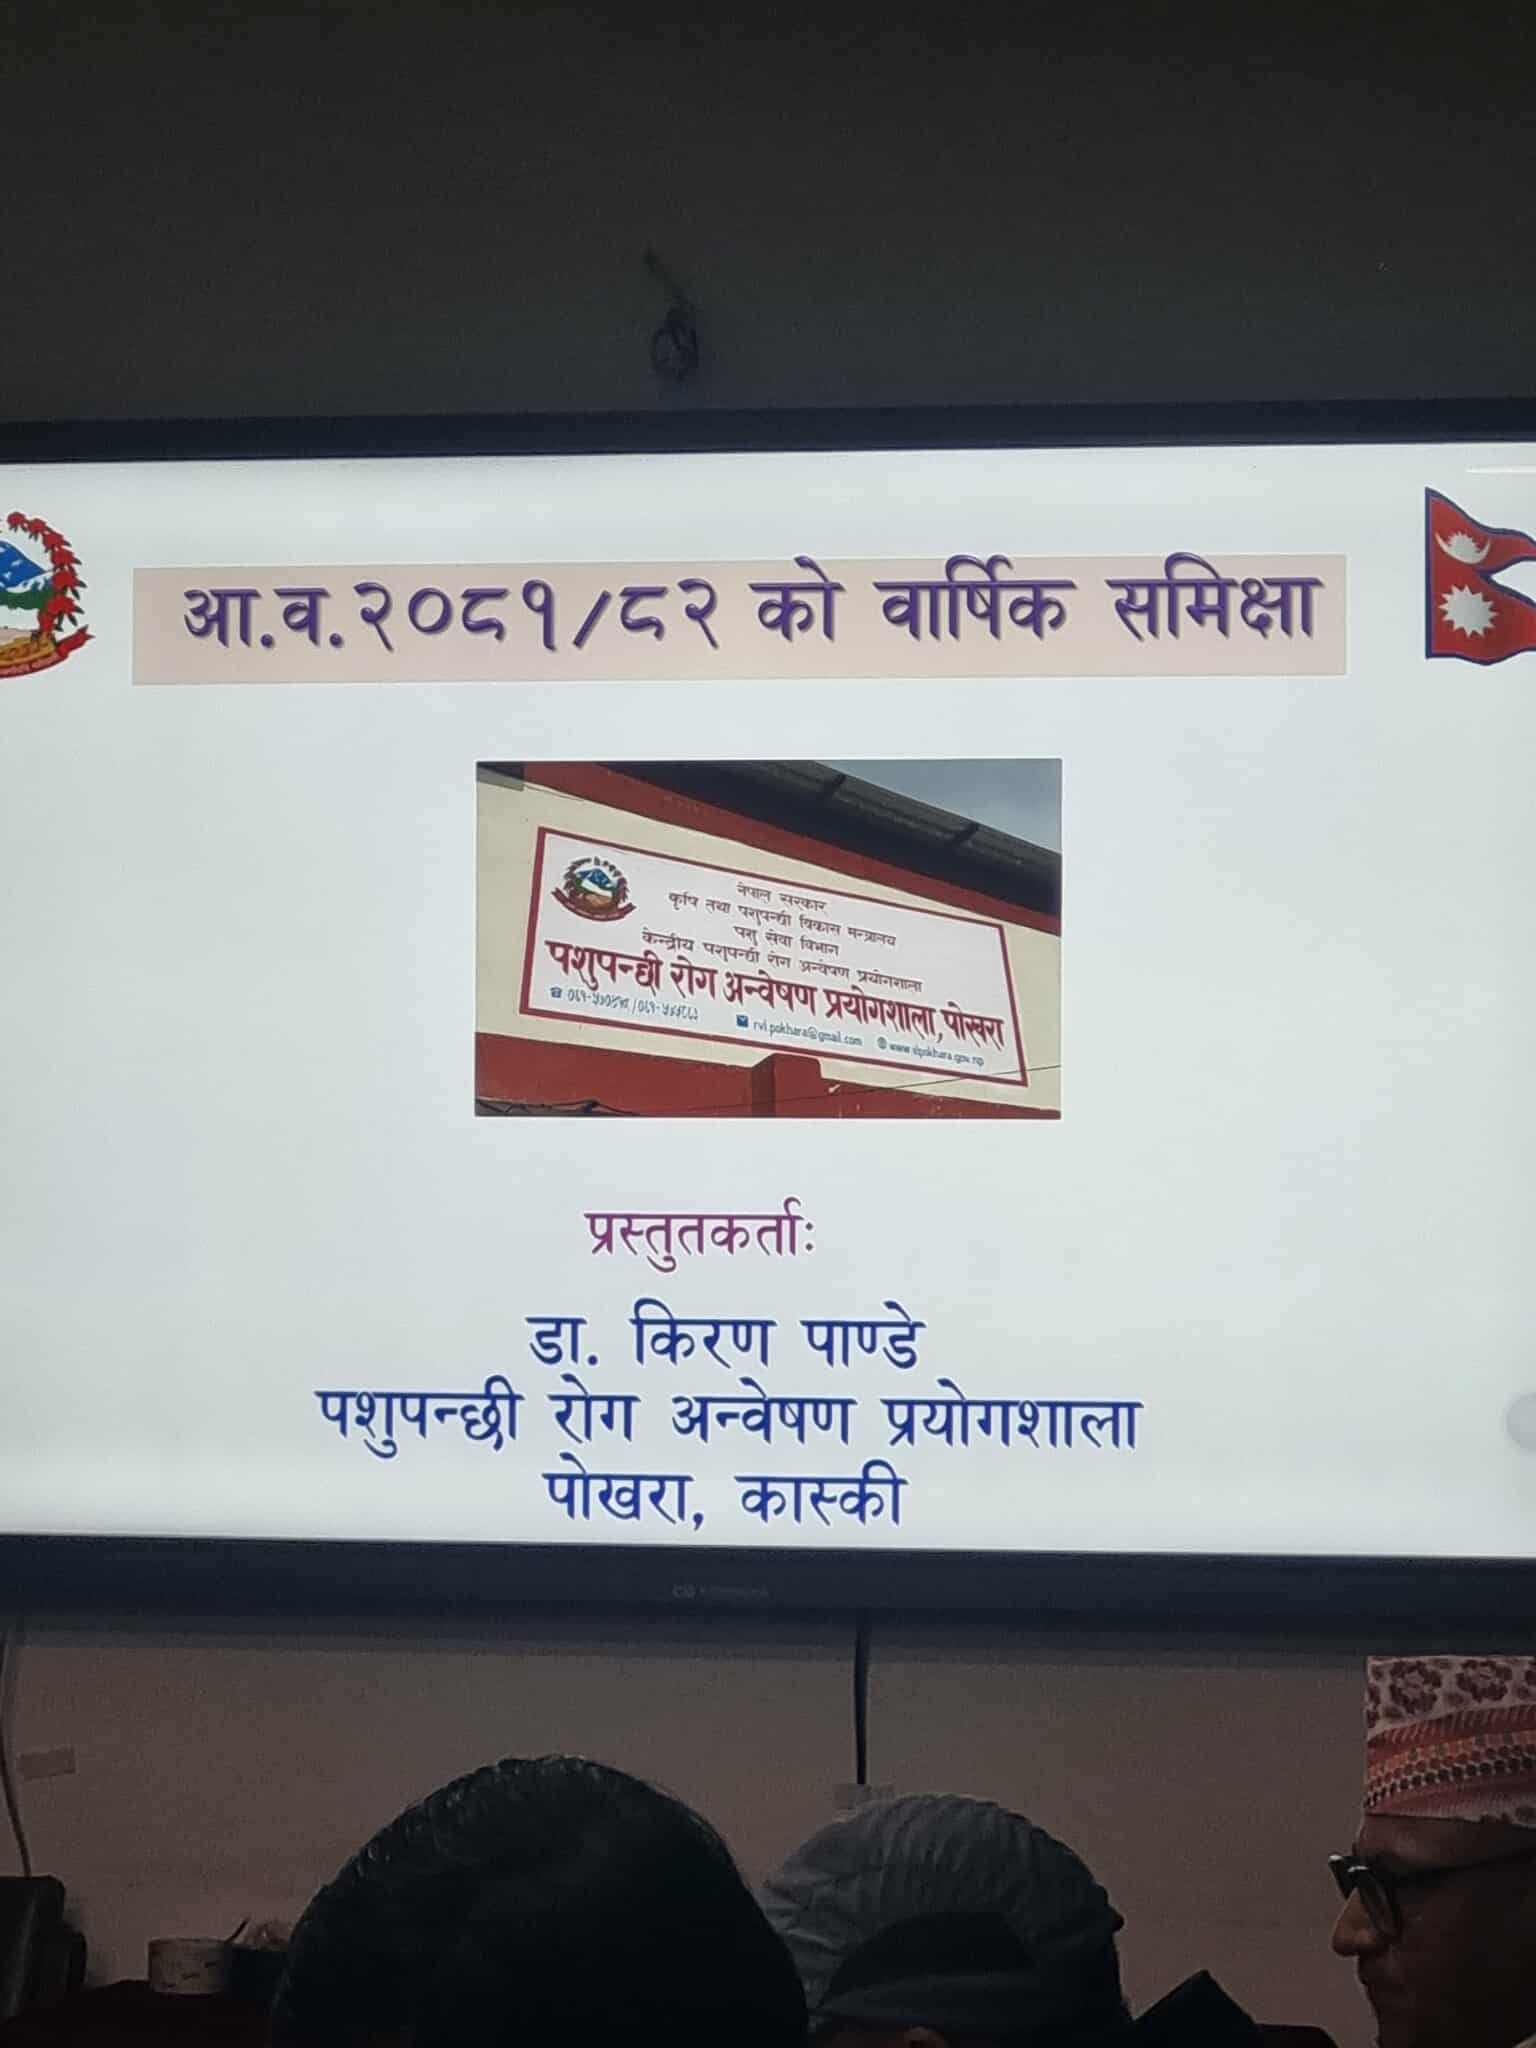 आ.व.२०८१/८२ को वार्षिक समिक्षा
नेपाल सरकार
कृषि तथा पशुपन्छी विकास मन्त्रालय
पशु सेवा विभाग
केन्द्रीय पशुपन्छी रोग अन्वेषण प्रयोगशाला
पशुपन्छी रोग अन्वेषण प्रयोगशाला, पोखरा
rvl.pokhara@gmail.com
प्रस्तुतकर्ताः
डा. किरण पाण्डे
पशुपन्छी रोग अन्वेषण प्रयोगशाला
पोखरा, कास्की